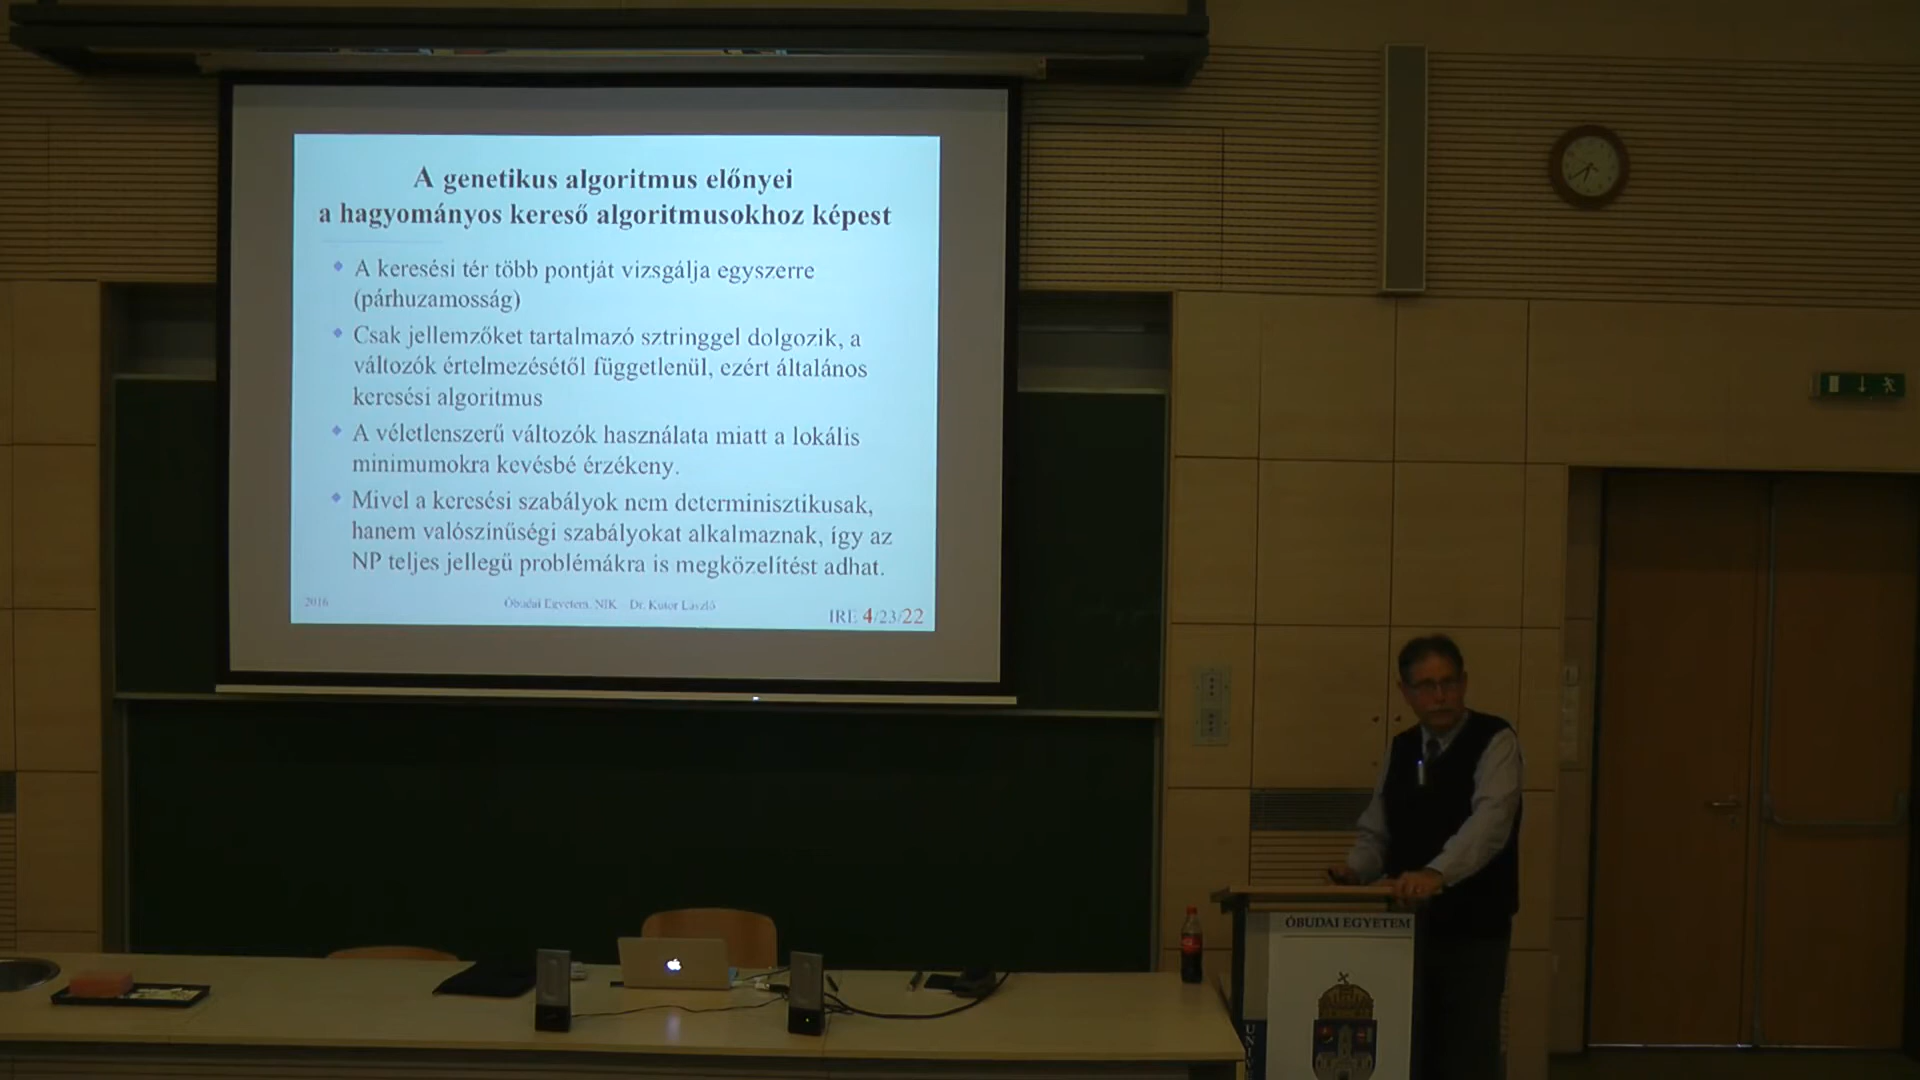 A genetikus algoritmus előnyei
a hagyományos kereső algoritmusokhoz képest
A keresési tér több pontját vizsgálja egyszerre
(párhuzamosság)
Csak jellemzőket tartalmazó sztringgel dolgozik, a
változók értelmezésétől függetlenül, ezért általános
keresési algoritmus
A véletlenszerű változók használata miatt a lokális
minimumokra kevésbé érzékeny.
Mivel a keresési szabályok nem determinisztikusak,
hanem valószínűségi szabályokat alkalmaznak, így az
NP teljes jellegű problémákra is megközelítést adhat.
2016
Óbudai Egyetem, NIK Dr. Kutor László
IRE 4/23/22
ÓBUDAI EGYETEM